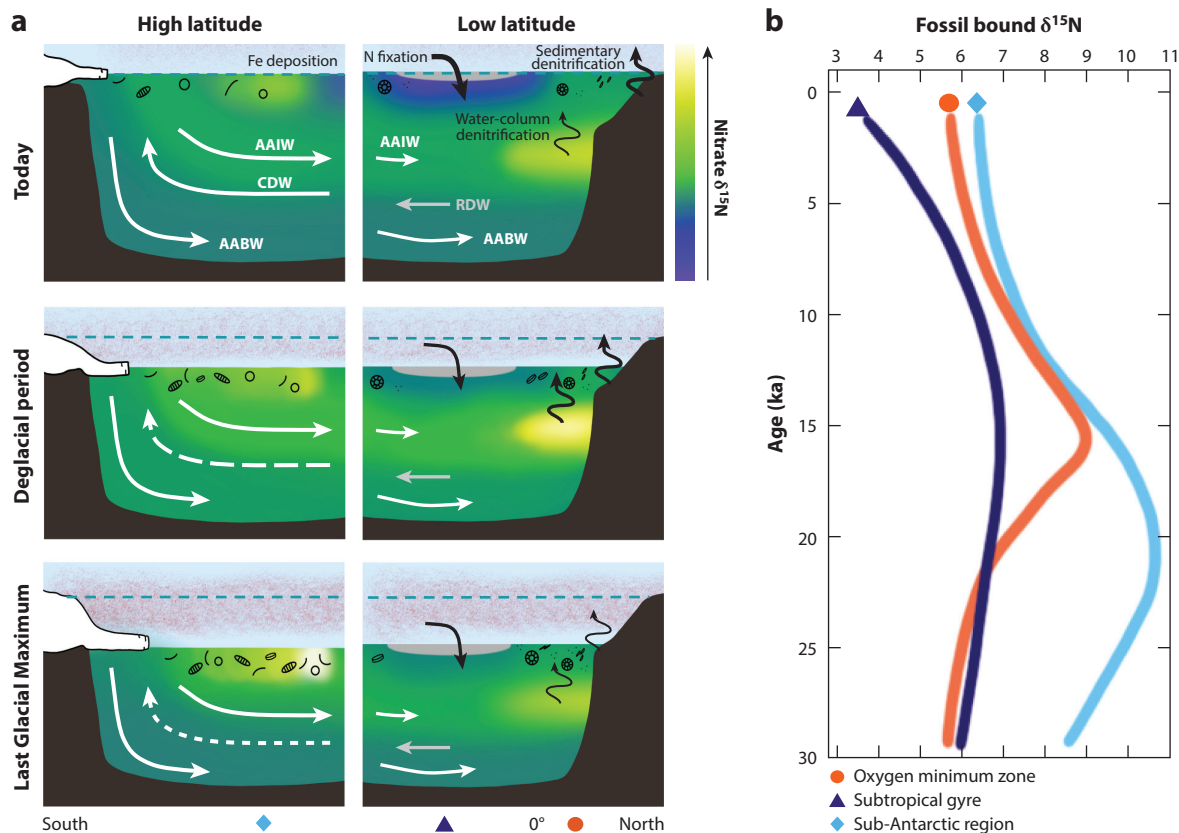 a
High latitude
Low latitude
Today
Fe deposition
AAIW
CDW
AABW
N fixation
Sedimentary
denitrification
Water-column
denitrification
AAIW
RDW
AABW
Nitrate δ15N
Deglacial period
Last Glacial Maximum
South
0°
North
b
Fossil bound δ15N
3 4 5 6 7 8 9 10 11
Age (ka)
0
5
10
15
20
25
30
Oxygen minimum zone
Subtropical gyre
Sub-Antarctic region